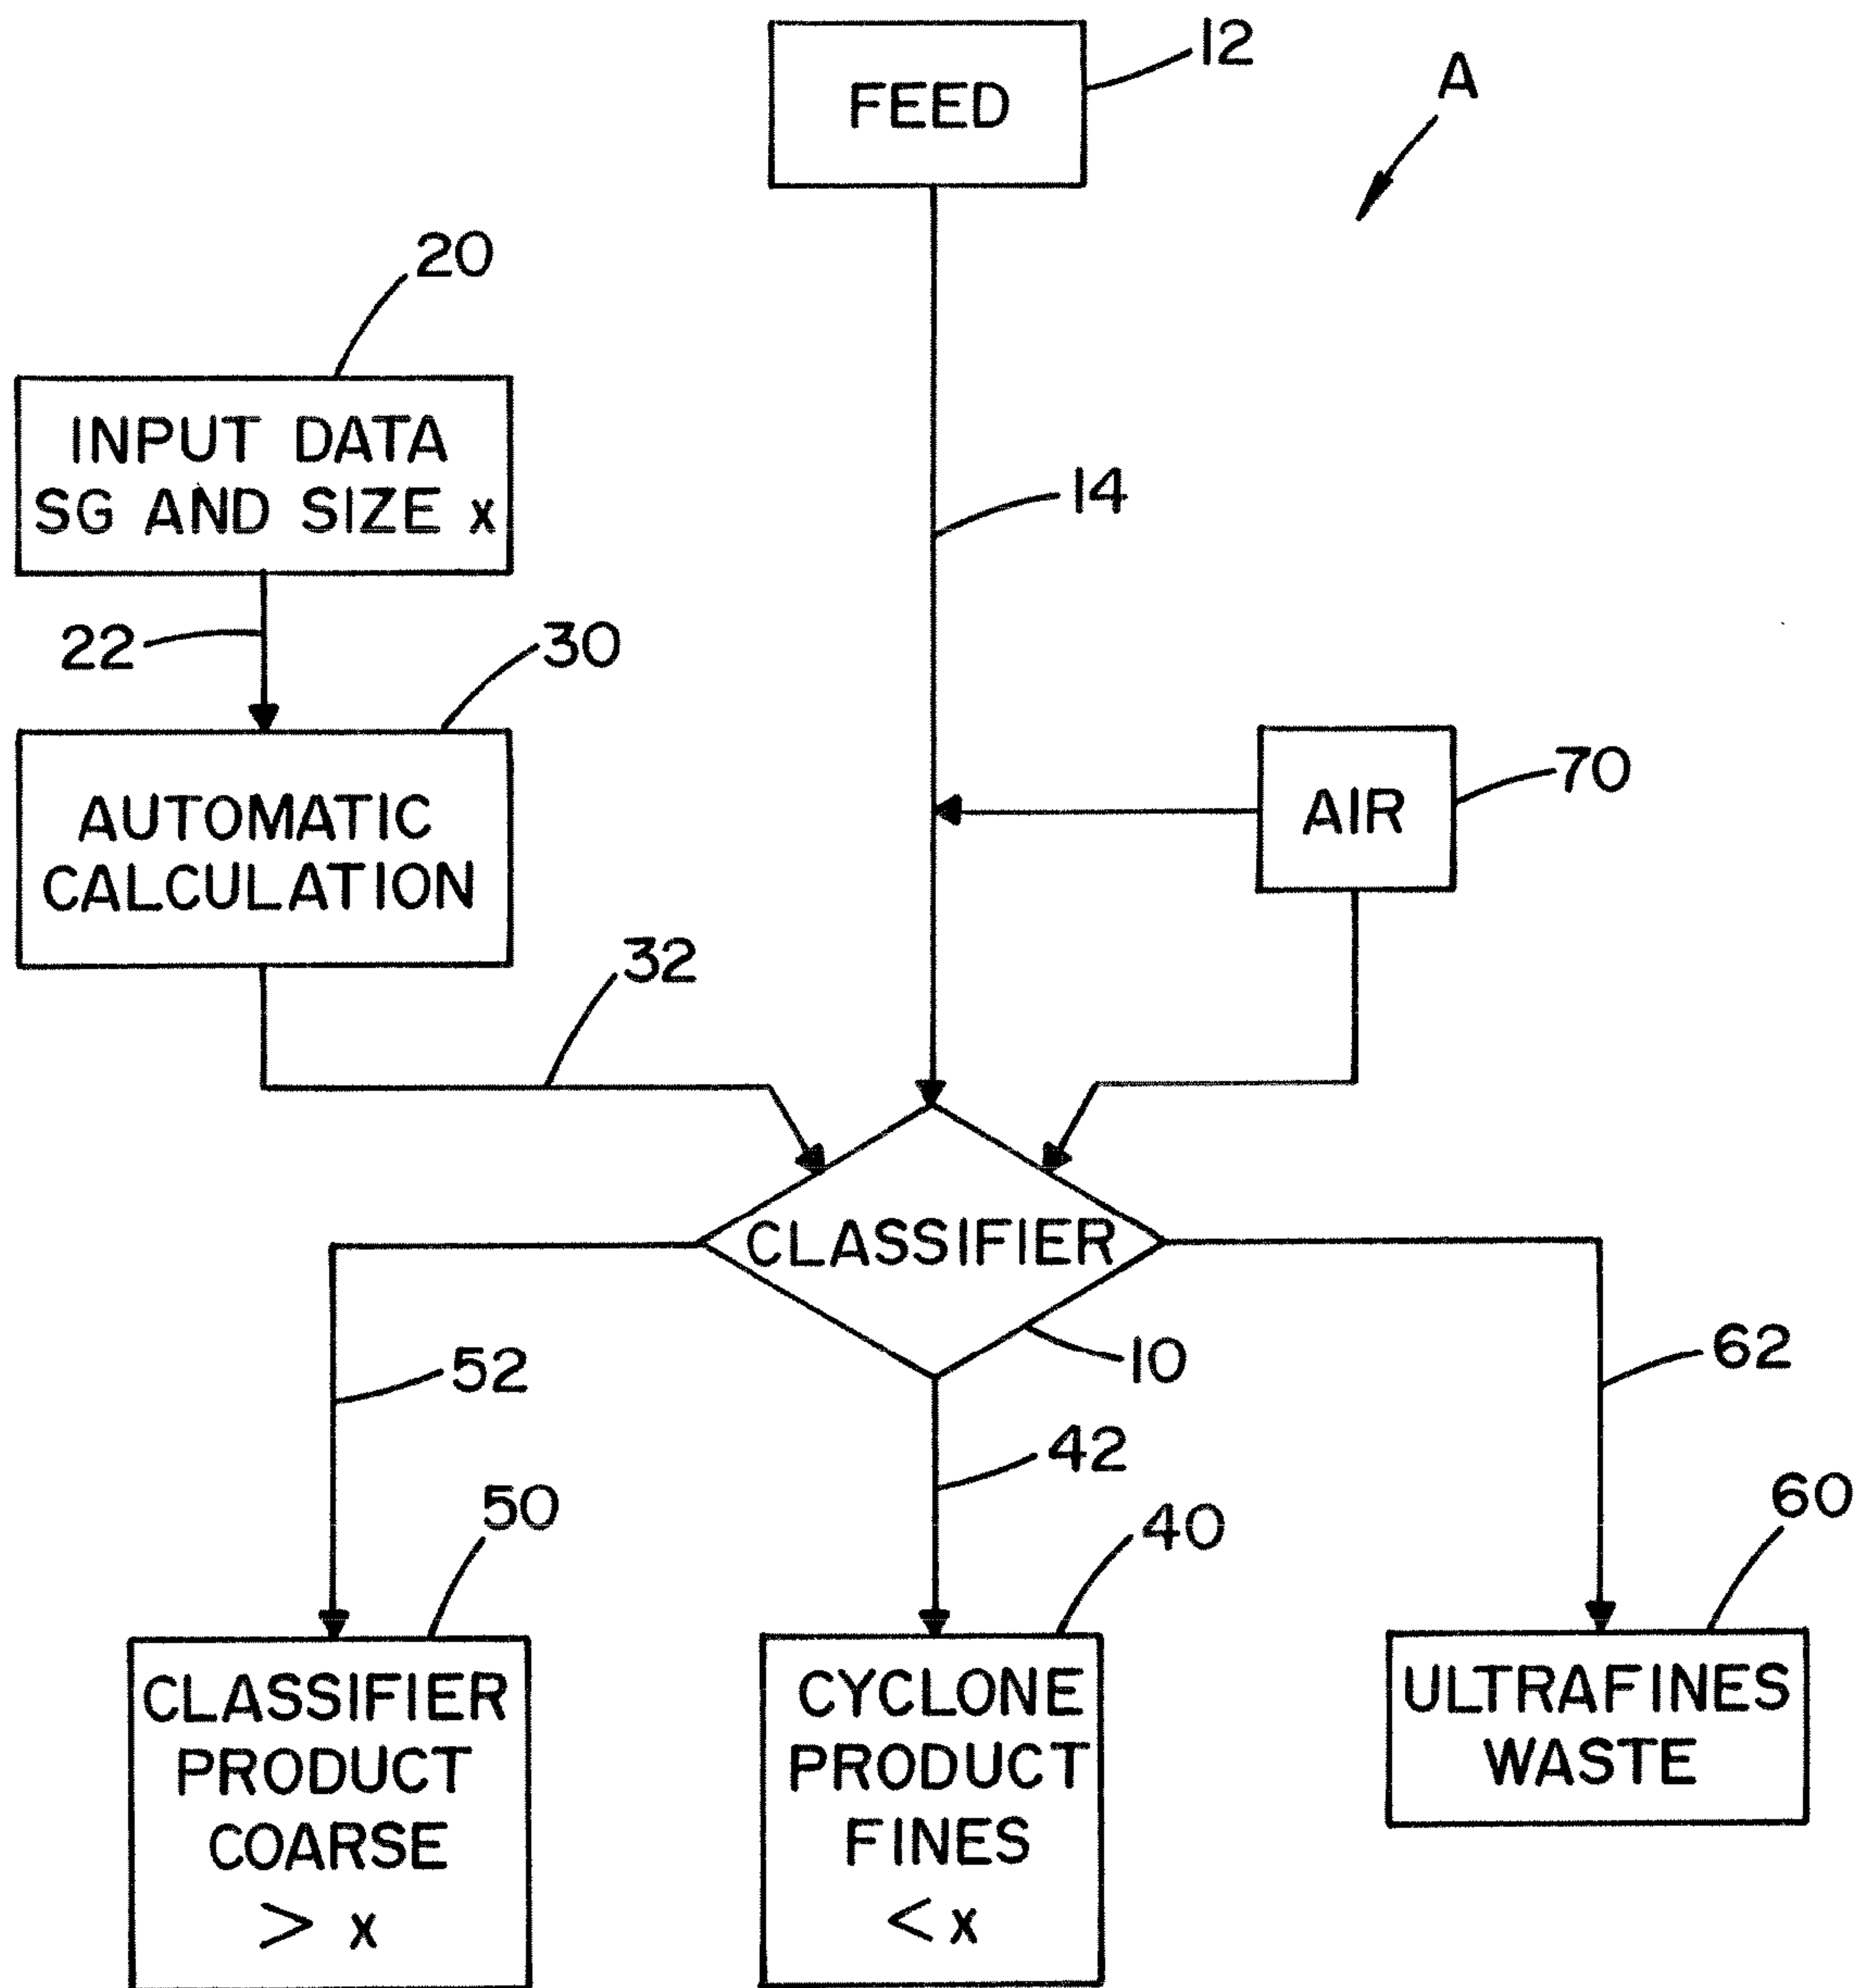 12
FEED
A
20
INPUT DATA
SG AND SIZE x
14
22
30
70
AIR
AUTOMATIC
CALCULATION
32
CLASSIFIER
10
52
62
42
50
40
60
CLASSIFIER
PRODUCT
COARSE
> x
CYCLONE
PRODUCT
FINES
< x
ULTRAFINES
WASTE